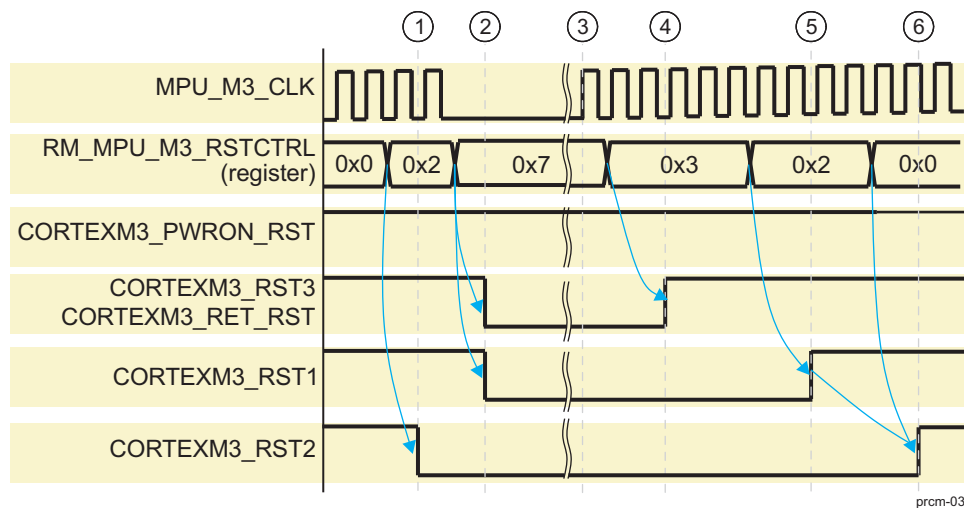 1 2 3 4 5 6
MPU_M3_CLK
RM_MPU_M3_RSTCTRL
(register)
0x0 0x2 0x7 0x3 0x2 0x0
CORTEXM3_PWRON_RST
CORTEXM3_RST3
CORTEXM3_RET_RST
CORTEXM3_RST1
CORTEXM3_RST2
prcm-03